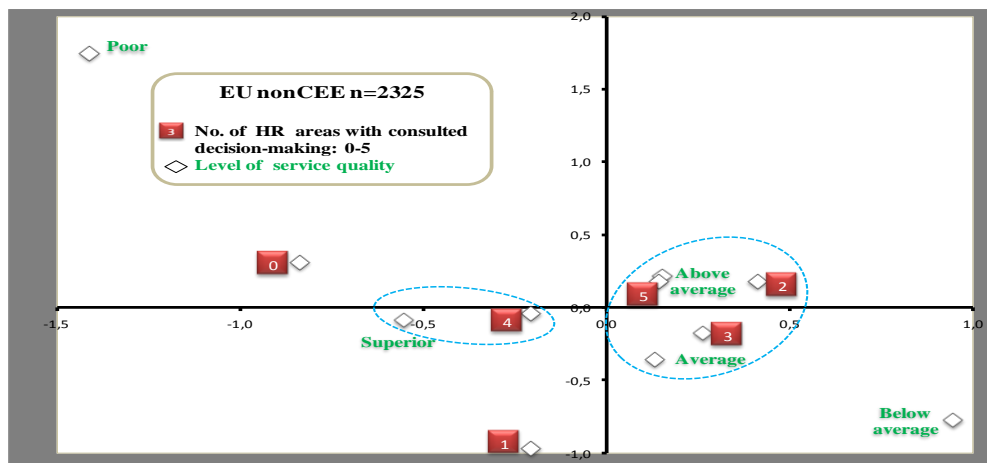 2,0
Poor
1,5
EU nonCEE n=2325
3 No. of HR areas with consulted
decision-making: 0-5
Level of service quality
1,0
0,5
0
Above
average
5
2
0,0
-1,5
-1,0
-0,5
0,0
0,5
1,0
4
3
Superior
Average
-0,5
Below
average
1
-1,0